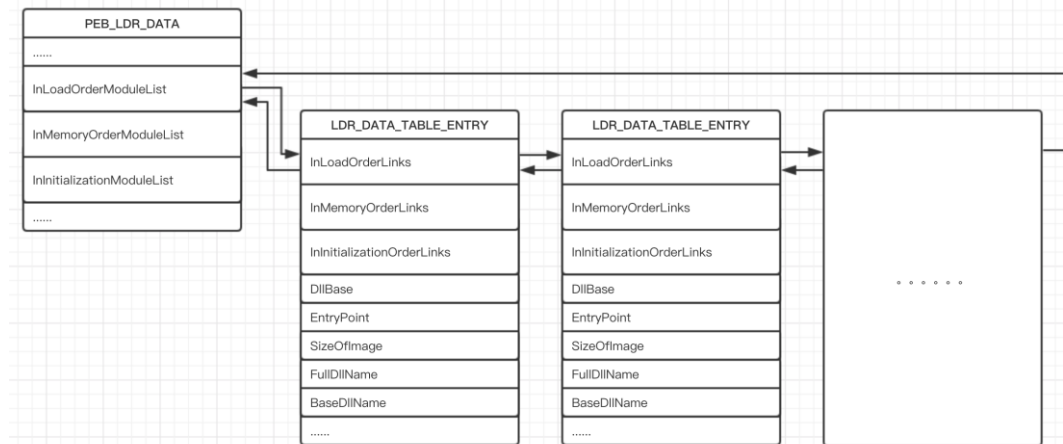 PEB_LDR_DATA
......
InLoadOrderModuleList
InMemoryOrderModuleList
InInitializationModuleList
......
LDR_DATA_TABLE_ENTRY
InLoadOrderLinks
InMemoryOrderLinks
InInitializationOrderLinks
DllBase
EntryPoint
SizeOfImage
FullDllName
BaseDllName
......
LDR_DATA_TABLE_ENTRY
InLoadOrderLinks
InMemoryOrderLinks
InInitializationOrderLinks
DllBase
EntryPoint
SizeOfImage
FullDllName
BaseDllName
......
。。。。。。